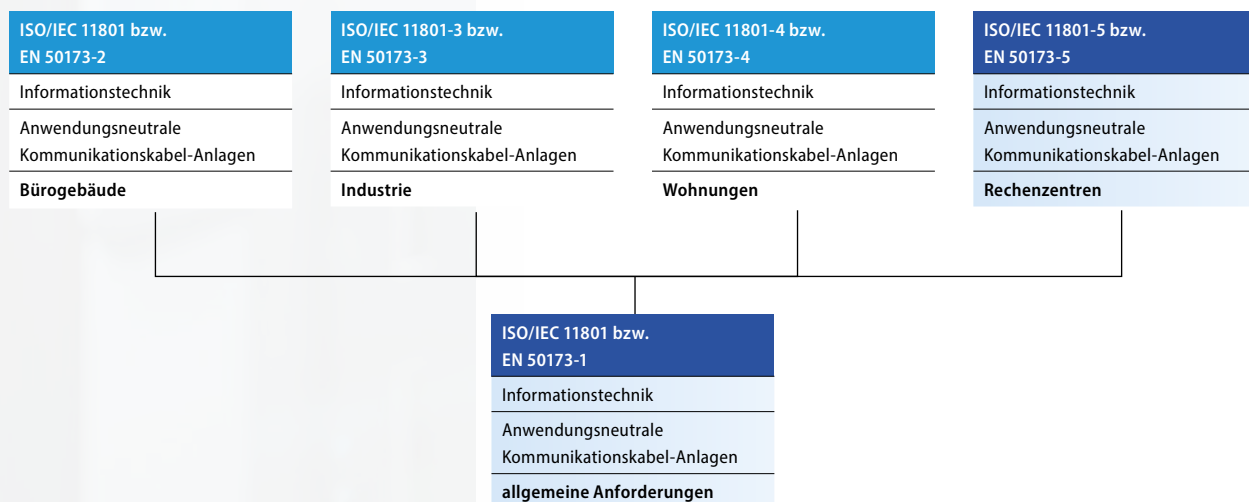 ISO/IEC 11801 bzw.
EN 50173-2
Informationstechnik
Anwendungsneutrale
Kommunikationskabel-Anlagen
Bürogebäude
ISO/IEC 11801-3 bzw.
EN 50173-3
Informationstechnik
Anwendungsneutrale
Kommunikationskabel-Anlagen
Industrie
ISO/IEC 11801-4 bzw.
EN 50173-4
Informationstechnik
Anwendungsneutrale
Kommunikationskabel-Anlagen
Wohnungen
ISO/IEC 11801-5 bzw.
EN 50173-5
Informationstechnik
Anwendungsneutrale
Kommunikationskabel-Anlagen
Rechenzentren
ISO/IEC 11801 bzw.
EN 50173-1
Informationstechnik
Anwendungsneutrale
Kommunikationskabel-Anlagen
allgemeine Anforderungen